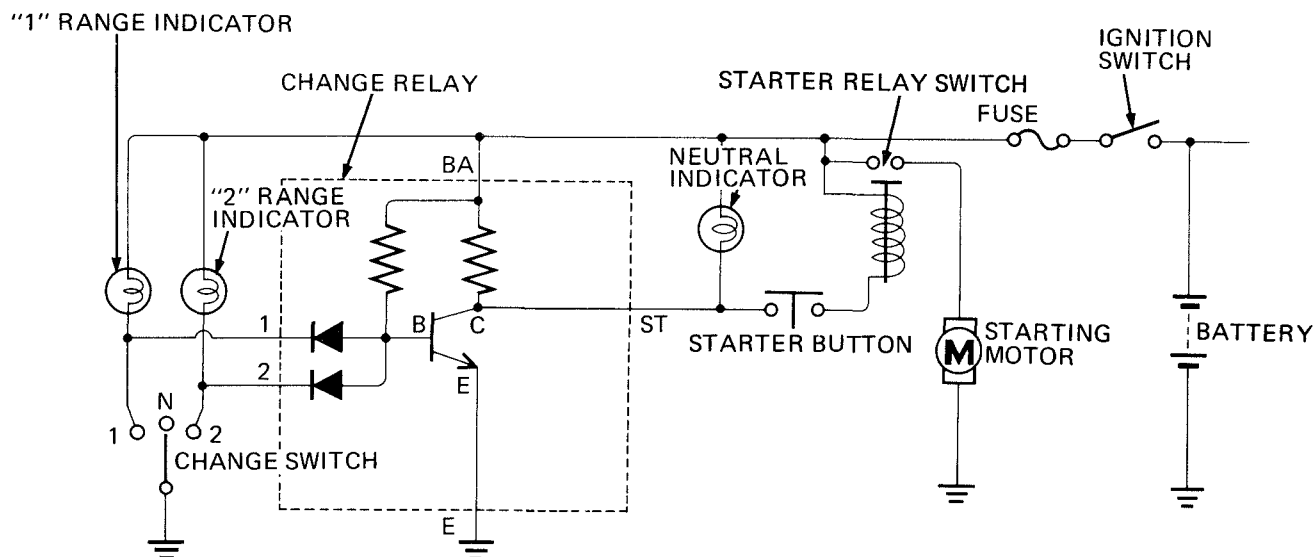 "1" RANGE INDICATOR
IGNITION
SWITCH
CHANGE RELAY
STARTER RELAY SWITCH
FUSE
BA
NEUTRAL
INDICATOR
"2" RANGE
INDICATOR
1
B
C
ST
STARTER BUTTON
M
STARTING
MOTOR
BATTERY
2
E
N
1
2
CHANGE SWITCH
E